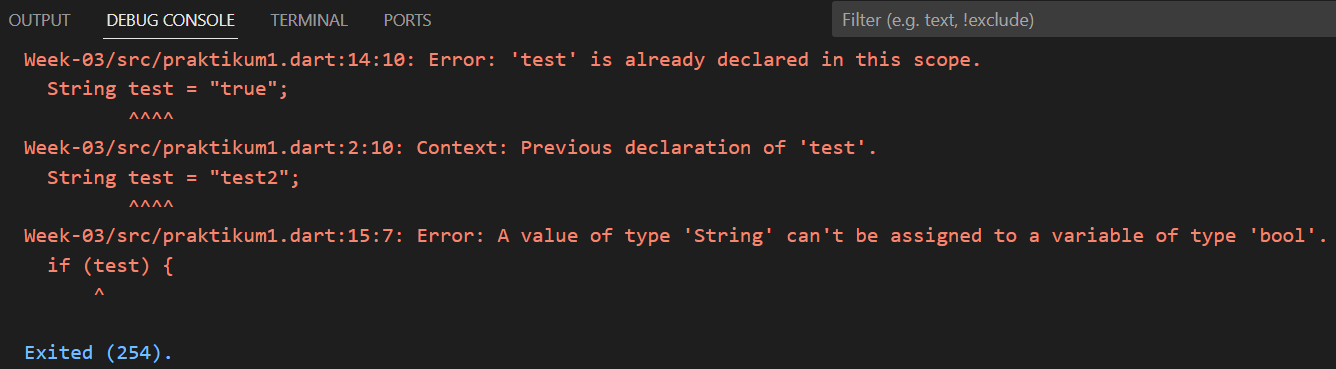 OUTPUT DEBUG CONSOLE TERMINAL PORTS Filter (e.g. text, !exclude)
Week-03/src/praktikum1.dart:14:10: Error: 'test' is already declared in this scope.
  String test = "true";
         ^^^^
Week-03/src/praktikum1.dart:2:10: Context: Previous declaration of 'test'.
  String test = "test2";
         ^^^^
Week-03/src/praktikum1.dart:15:7: Error: A value of type 'String' can't be assigned to a variable of type 'bool'.
  if (test) {
      ^
Exited (254).